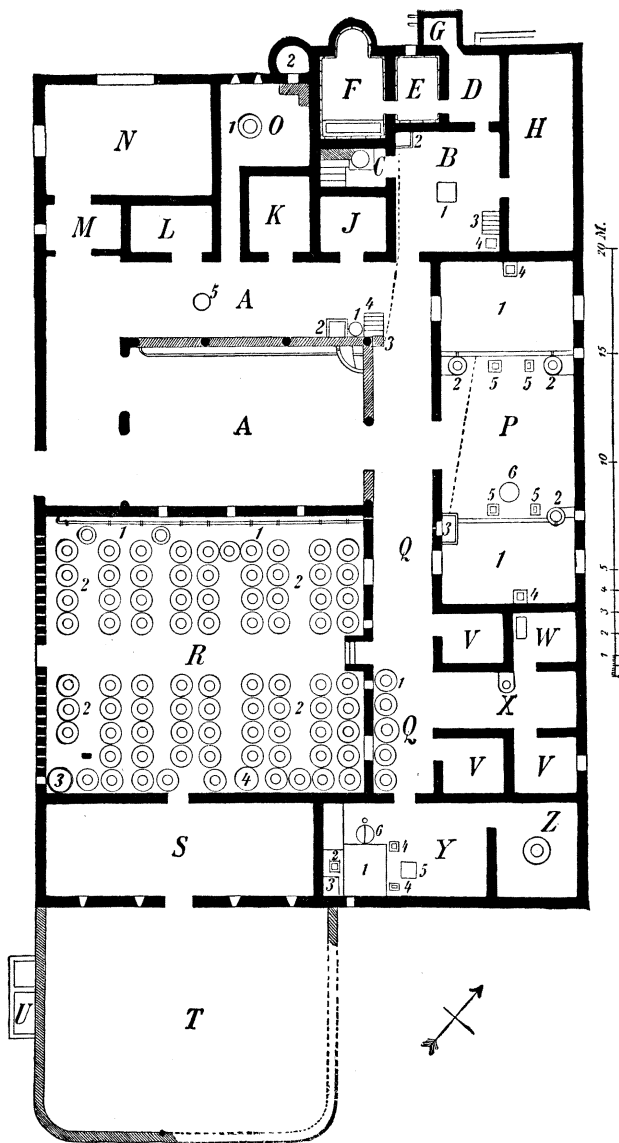 G
2
F E D
N 1 O H
2 B
C
1
M L K J 3
4
20 M.
A 5 4
2 1 4 1
3
15
2 5 5 2
A P
10
6
5 5 2
3
1 1 Q 1
5
2 2 4
4
3
R V W 2
1
1
X
2 2 Q
V V
3 4
S 6 Z
4 Y
2 1 5
3 4
U T